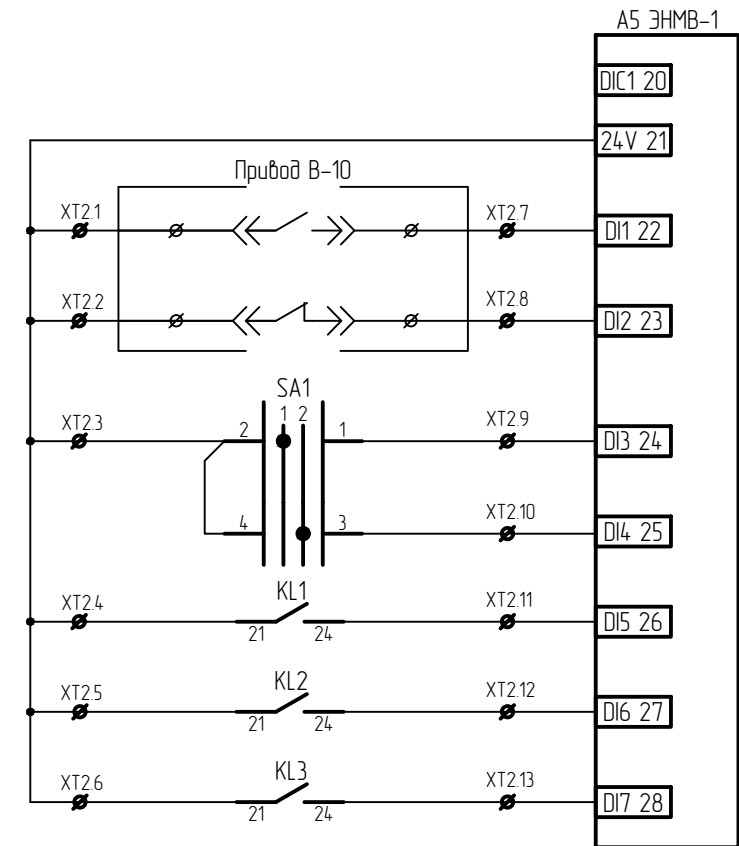 А5 ЭНМВ-1
DIC1 20
24V 21
Привод В-10
XT2.1
XT2.7
DI1 22
XT2.2
XT2.8
DI2 23
SA1
1 2
XT2.3
2
1
XT2.9
DI3 24
4
3
XT2.10
DI4 25
KL1
XT2.4
21
24
XT2.11
DI5 26
KL2
XT2.5
21
24
XT2.12
DI6 27
KL3
XT2.6
21
24
XT2.13
DI7 28